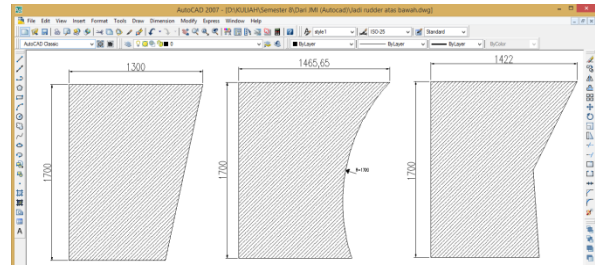 AutoCAD 2007 - [D:\KULIAH\Semester 8\Dari JMI (Autocad)\Jadi rudder atas bawah.dwg]
File Edit View Insert Format Tools Draw Dimension Modify Express Window Help
style1 ISO-25 Standard
AutoCAD Classic 0 ByLayer ByLayer ByLayer ByColor
1300 1465,65 1422
1700 1700 1700
R=1700
A